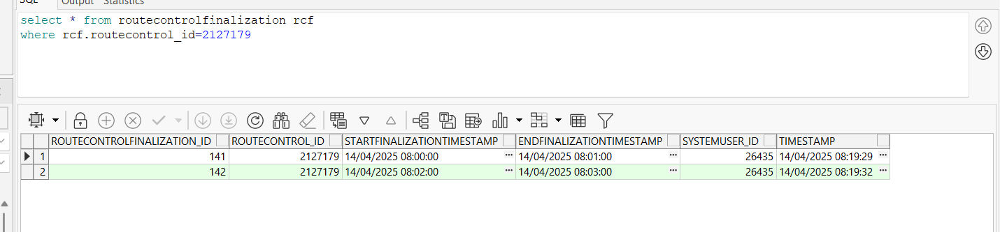 SQL Output Statistics
select * from routecontrolfinalization rcf
where rcf.routecontrol_id=2127179
ROUTECONTROLFINALIZATION_ID ROUTECONTROL_ID STARTFINALIZATIONTIMESTAMP ENDFINALIZATIONTIMESTAMP SYSTEMUSER_ID TIMESTAMP
1 141 2127179 14/04/2025 08:00:00 ··· 14/04/2025 08:01:00 ··· 26435 14/04/2025 08:19:29 ···
2 142 2127179 14/04/2025 08:02:00 ··· 14/04/2025 08:03:00 ··· 26435 14/04/2025 08:19:32 ···